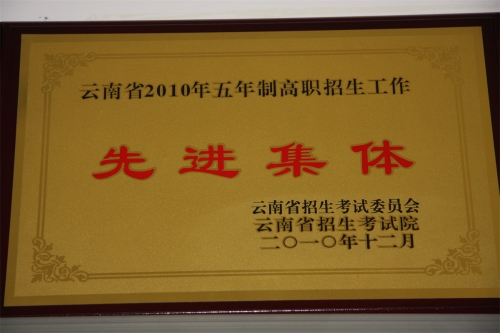 云南省2010年五年制高职招生工作
先进集体
云南省招生考试委员会
云南省招生考试院
二〇一〇年十二月